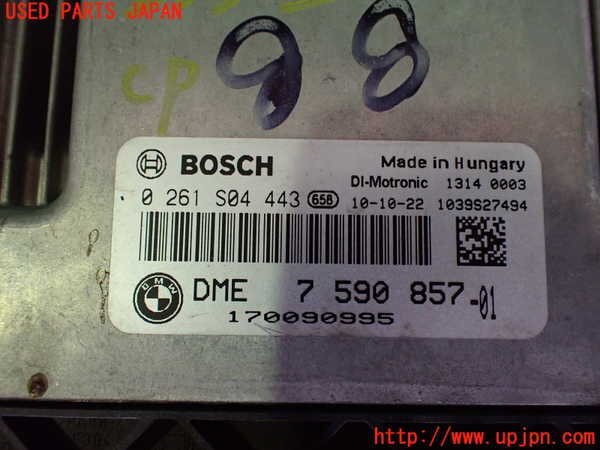 USED PARTS JAPAN
CP 98
BOSCH
Made in Hungary
DI-Motronic 1314 0003
0 261 S04 443 658 10-10-22 1039S27494
BMW
DME 7 590 857-01
170090995
http://www.upjpn.com/